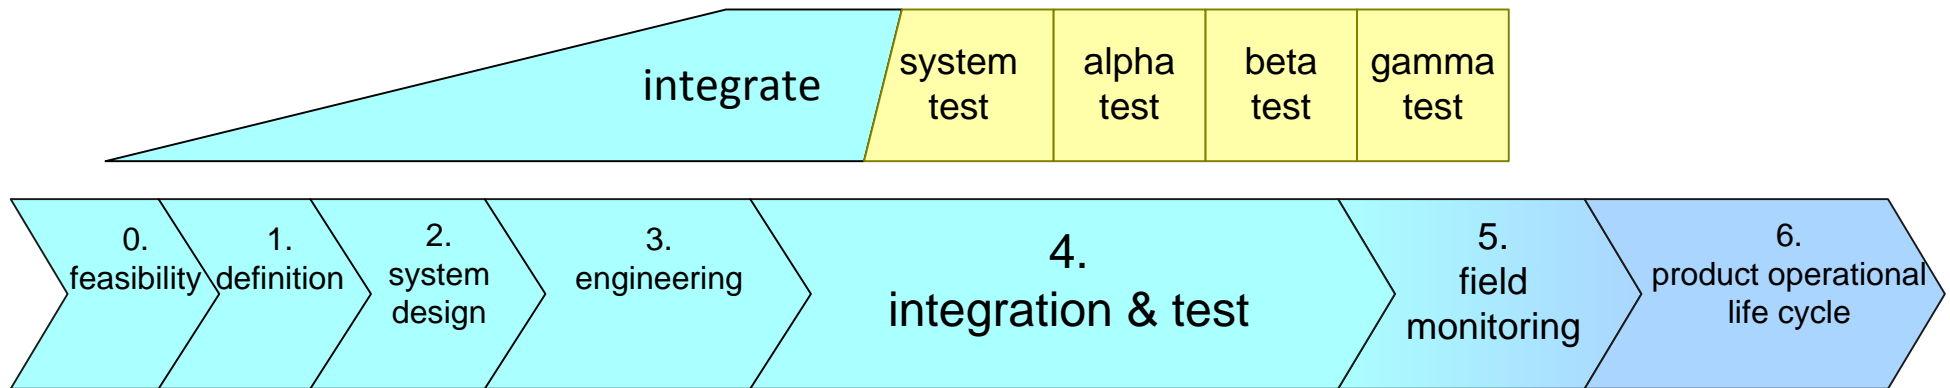 integrate
system
test
alpha
test
beta
test
gamma
test
0.
feasibility
1.
definition
2.
system
design
3.
engineering
4.
integration & test
5.
field
monitoring
6.
product operational
life cycle